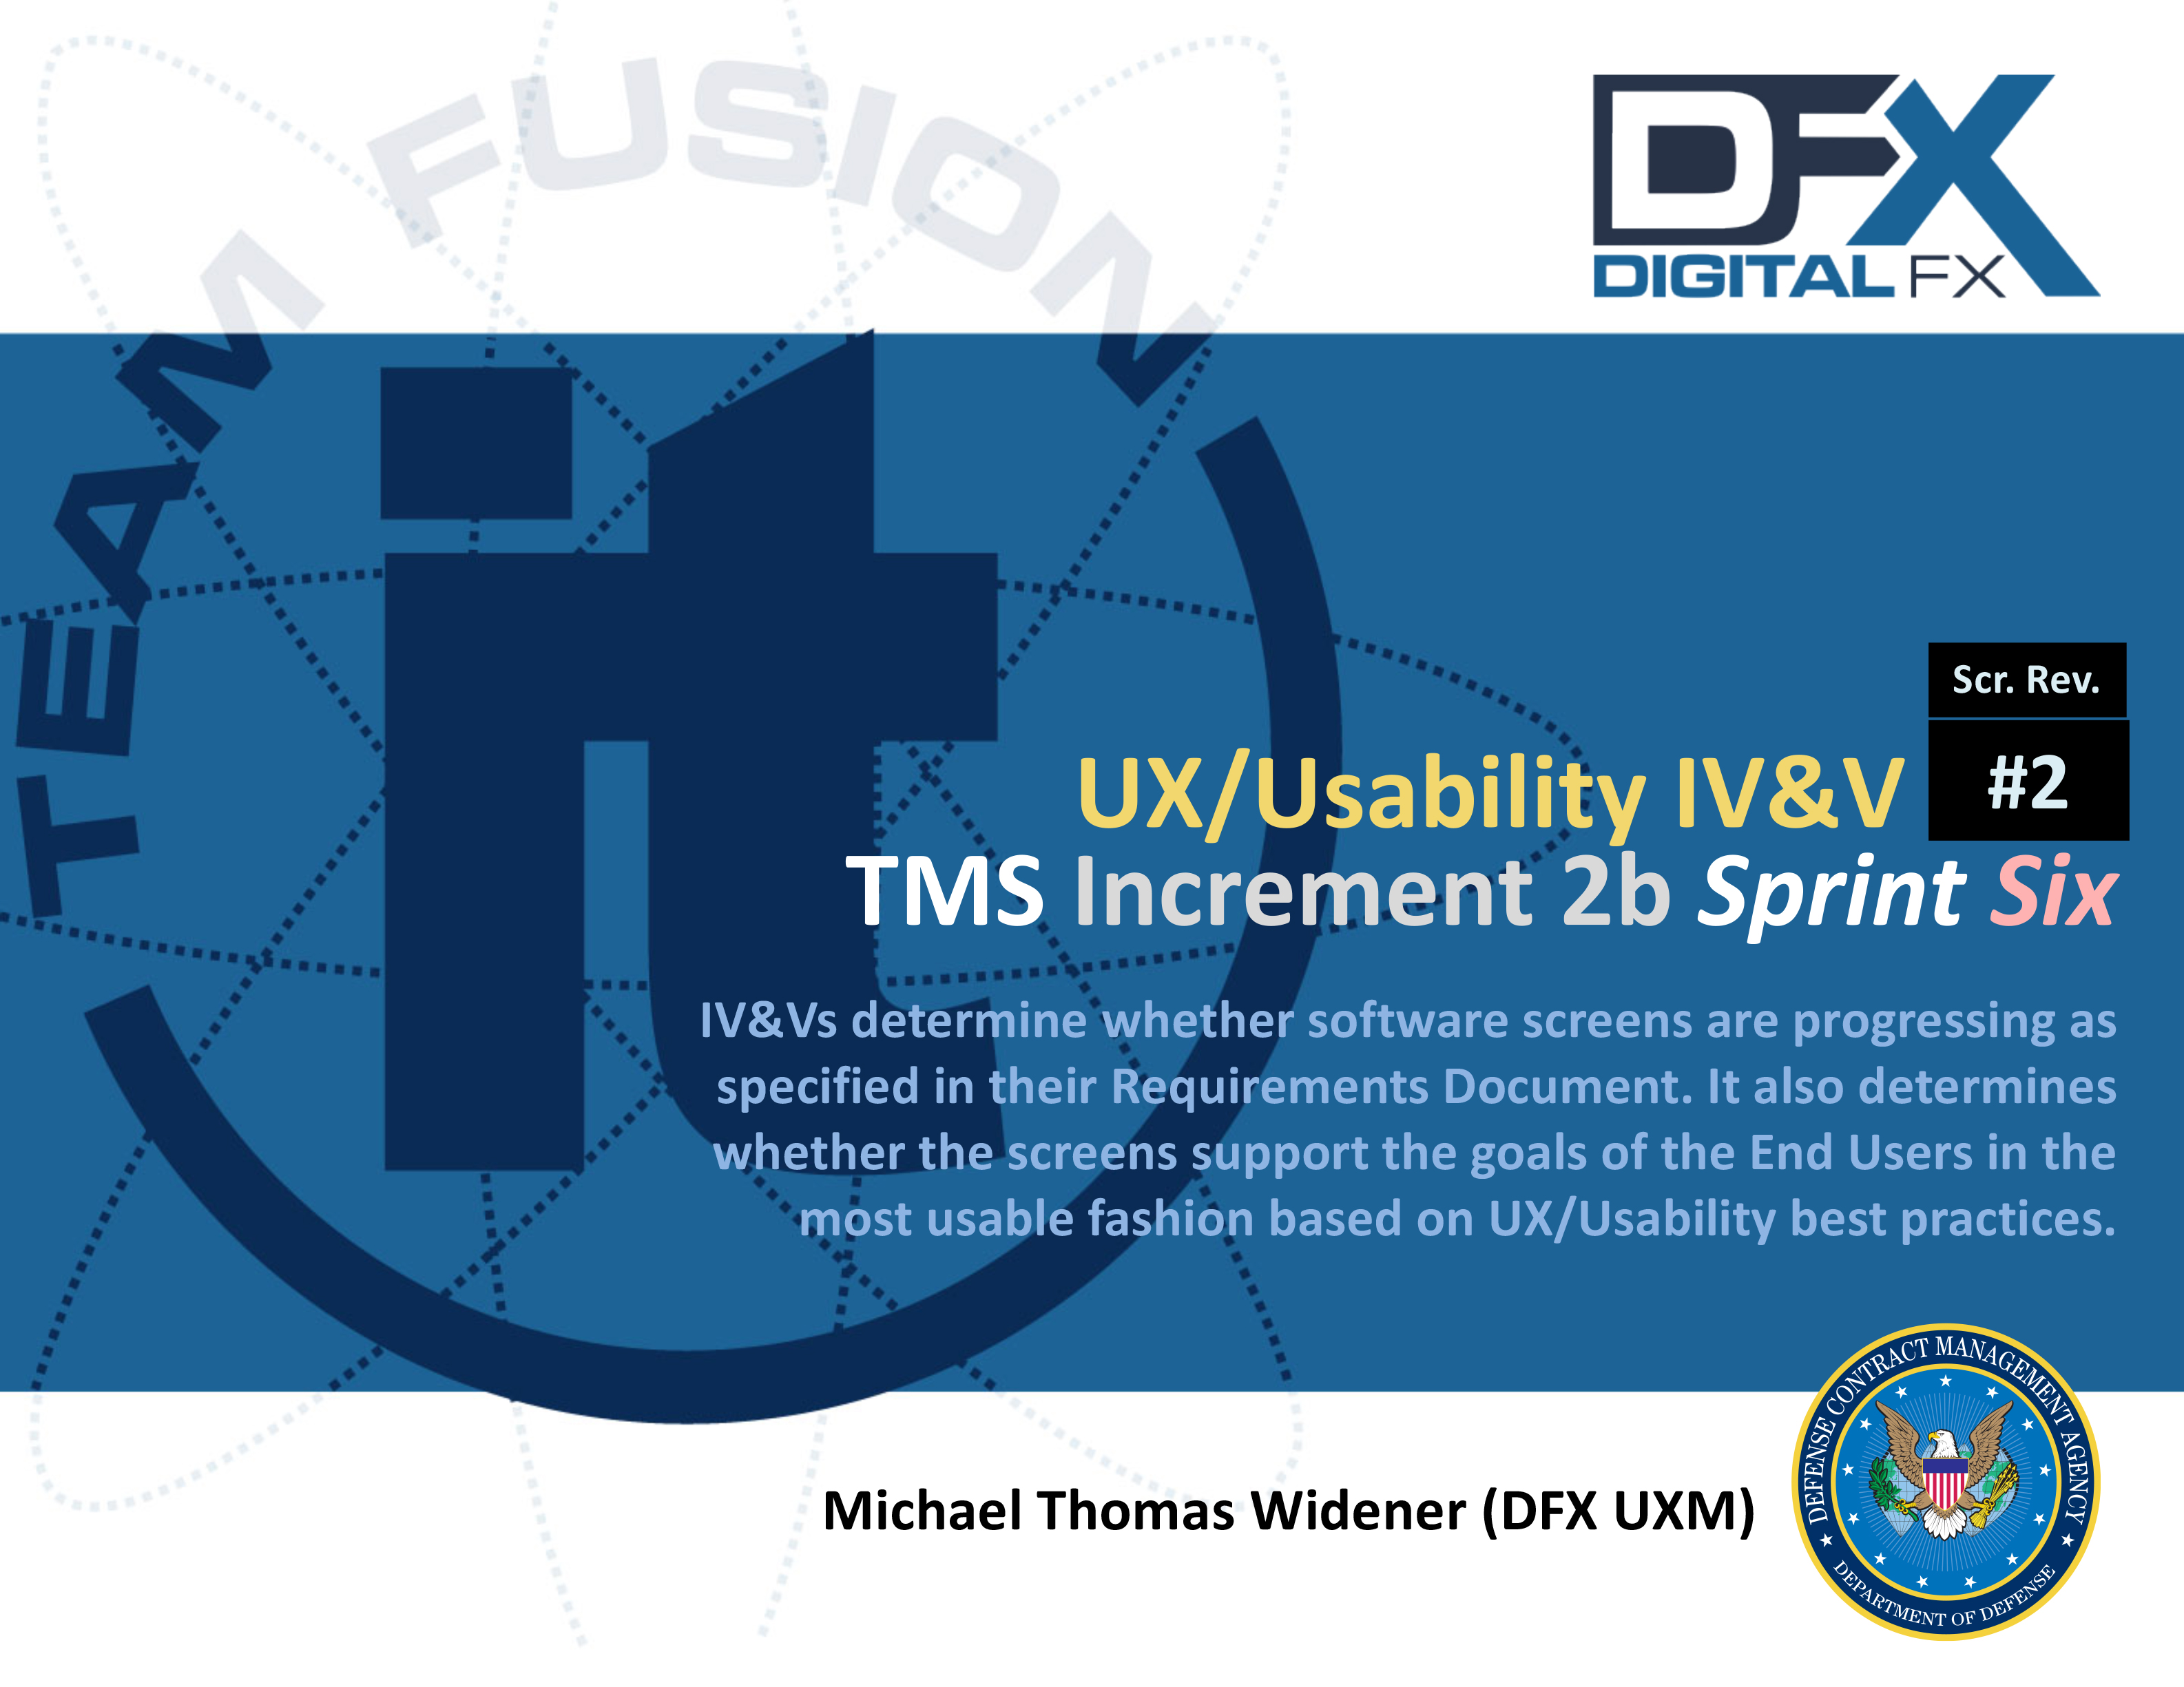 TEAM FUSION
DFX
DIGITAL FX
it
Scr. Rev.
#2
UX/Usability IV&V
TMS Increment 2b Sprint Six
IV&Vs determine whether software screens are progressing as
specified in their Requirements Document. It also determines
whether the screens support the goals of the End Users in the
most usable fashion based on UX/Usability best practices.
Michael Thomas Widener (DFX UXM)
DEFENSE CONTRACT MANAGEMENT AGENCY
DEPARTMENT OF DEFENSE